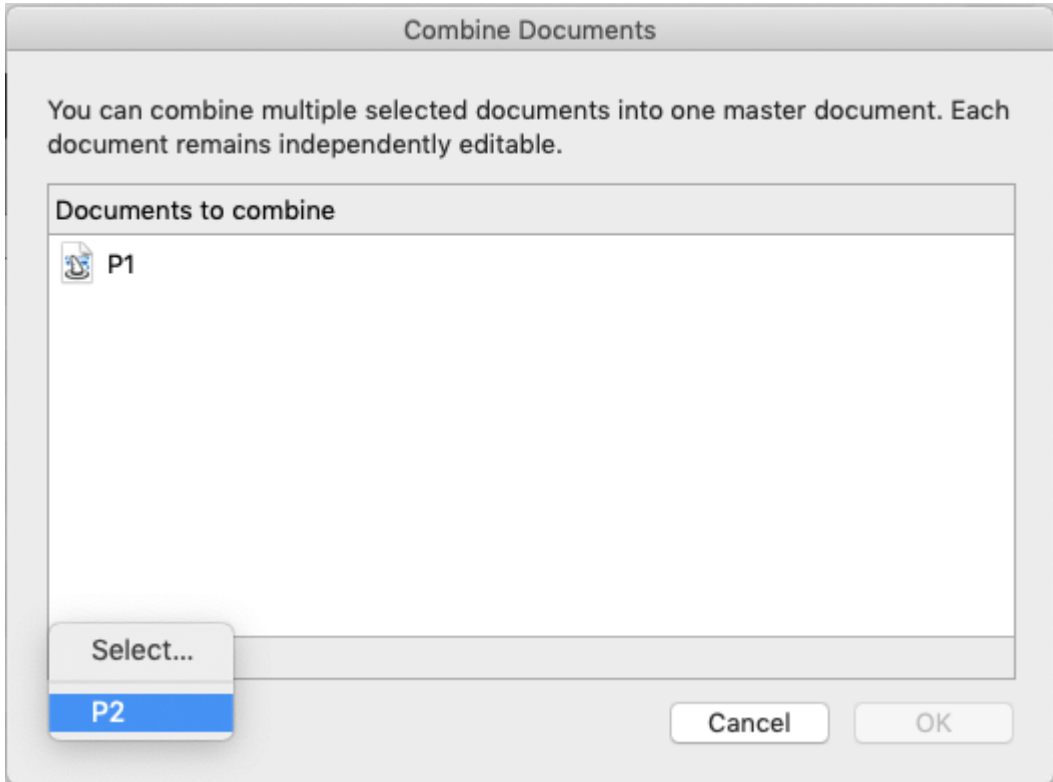 Combine Documents
You can combine multiple selected documents into one master document. Each
document remains independently editable.
Documents to combine
P1
Select...
P2
Cancel
OK